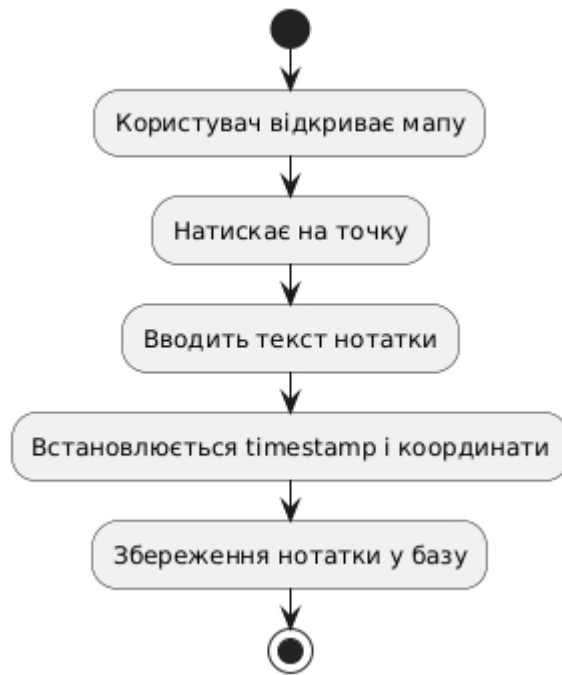 Користувач відкриває мапу
Натискає на точку
Вводить текст нотатки
Встановлюється timestamp і координати
Збереження нотатки у базу